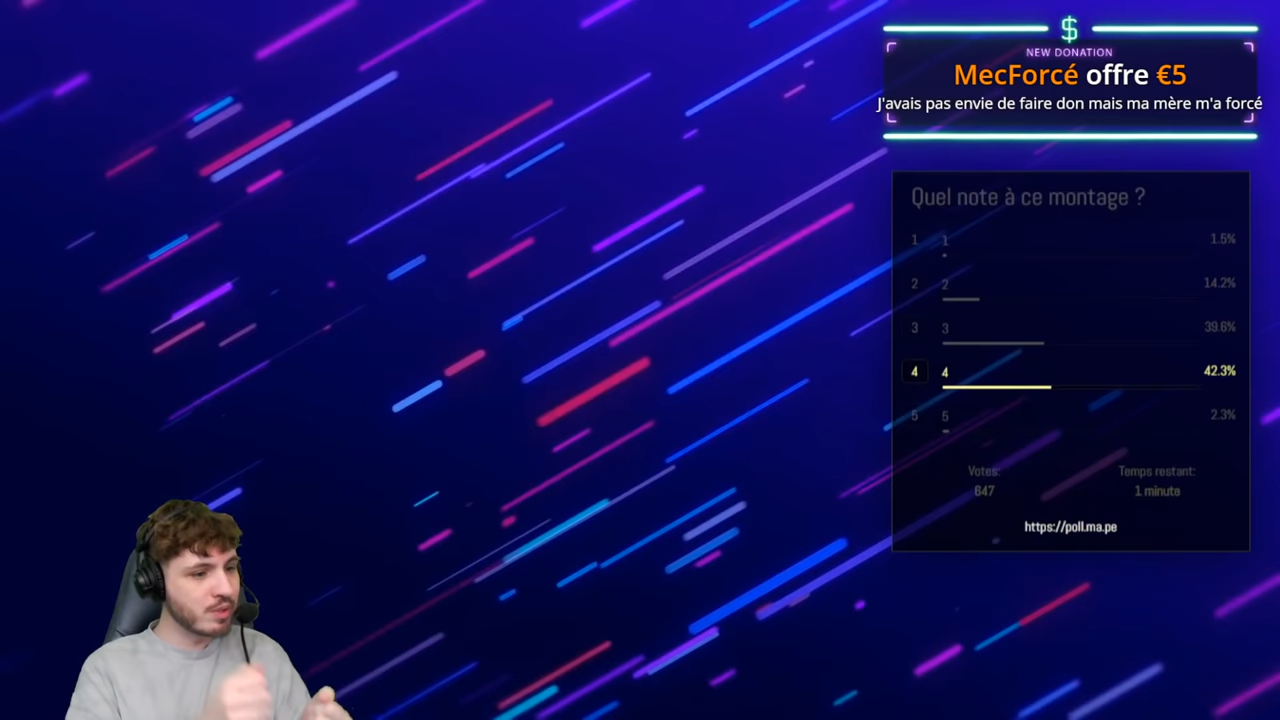 $
NEW DONATION
MecForcé offre €5
J'avais pas envie de faire don mais ma mère m'a forcé
Quel note à ce montage ?
1 1 1.5%
2 2 14.2%
3 3 39.6%
4 4 42.3%
5 5 2.3%
Votes: Temps restant:
647 1 minute
https://poll.ma.pe